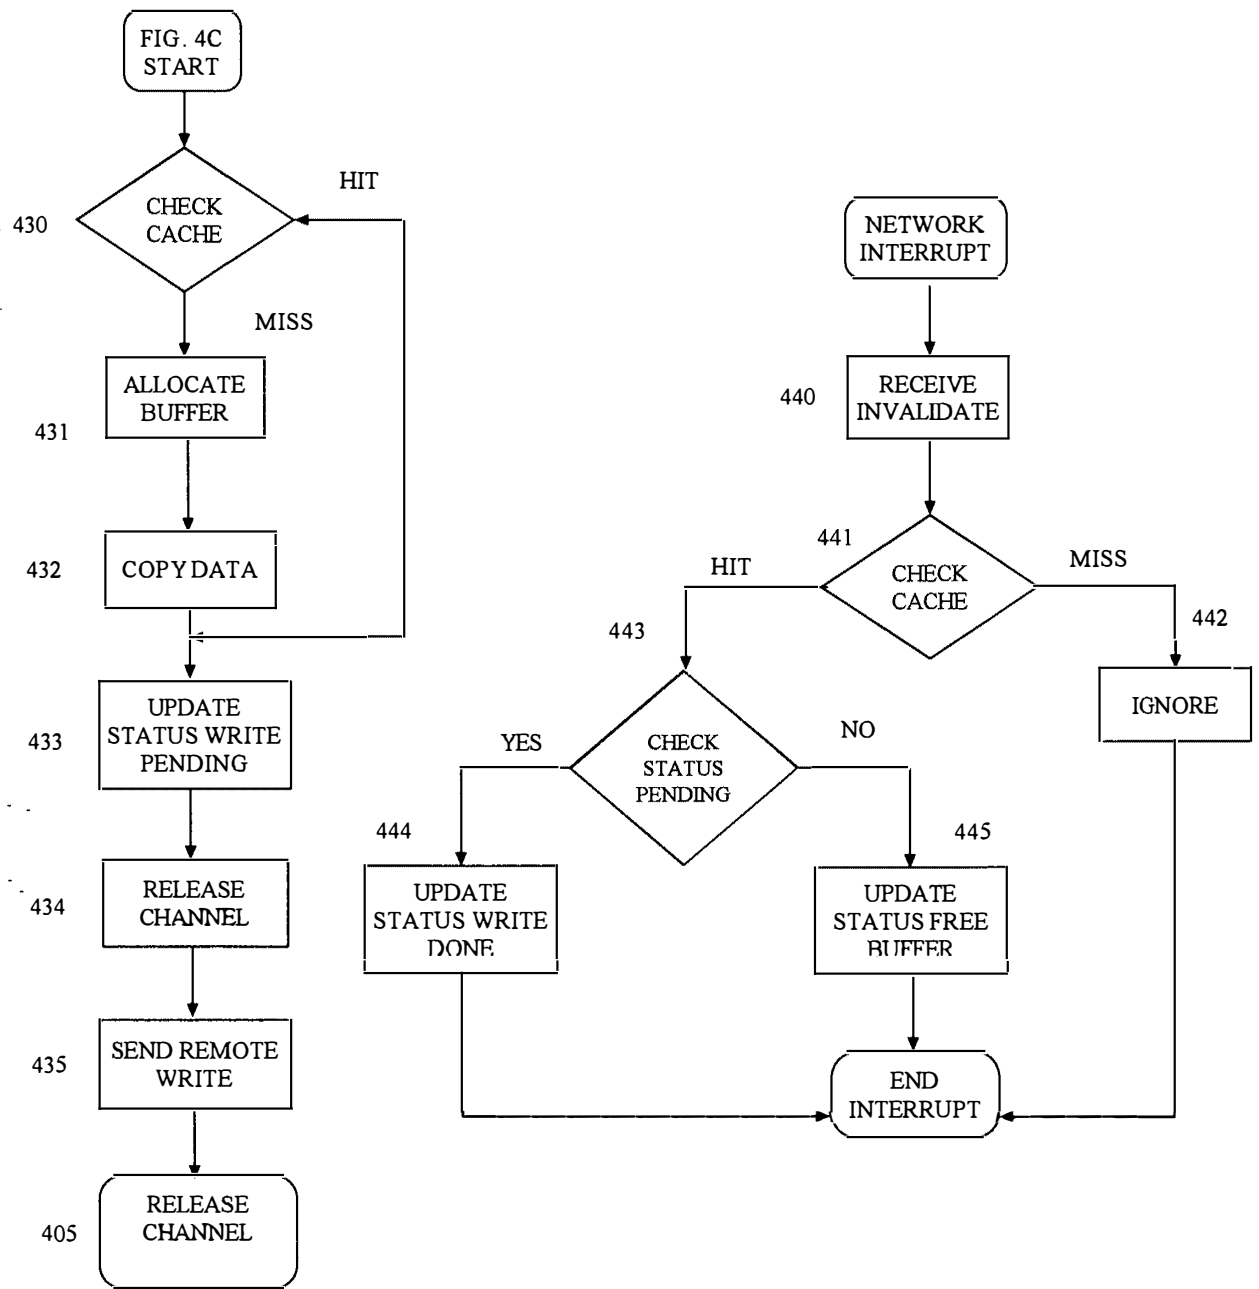 FIG. 4C
START
HIT
CHECK
CACHE
430
MISS
ALLOCATE
BUFFER
431
COPY DATA
432
UPDATE
STATUS WRITE
PENDING
433
RELEASE
CHANNEL
434
SEND REMOTE
WRITE
435
RELEASE
CHANNEL
405
NETWORK
INTERRUPT
RECEIVE
INVALIDATE
440
441
HIT
CHECK
CACHE
MISS
443
442
IGNORE
YES
CHECK
STATUS
PENDING
NO
444
445
UPDATE
STATUS WRITE
DONE
UPDATE
STATUS FREE
BUFFER
END
INTERRUPT